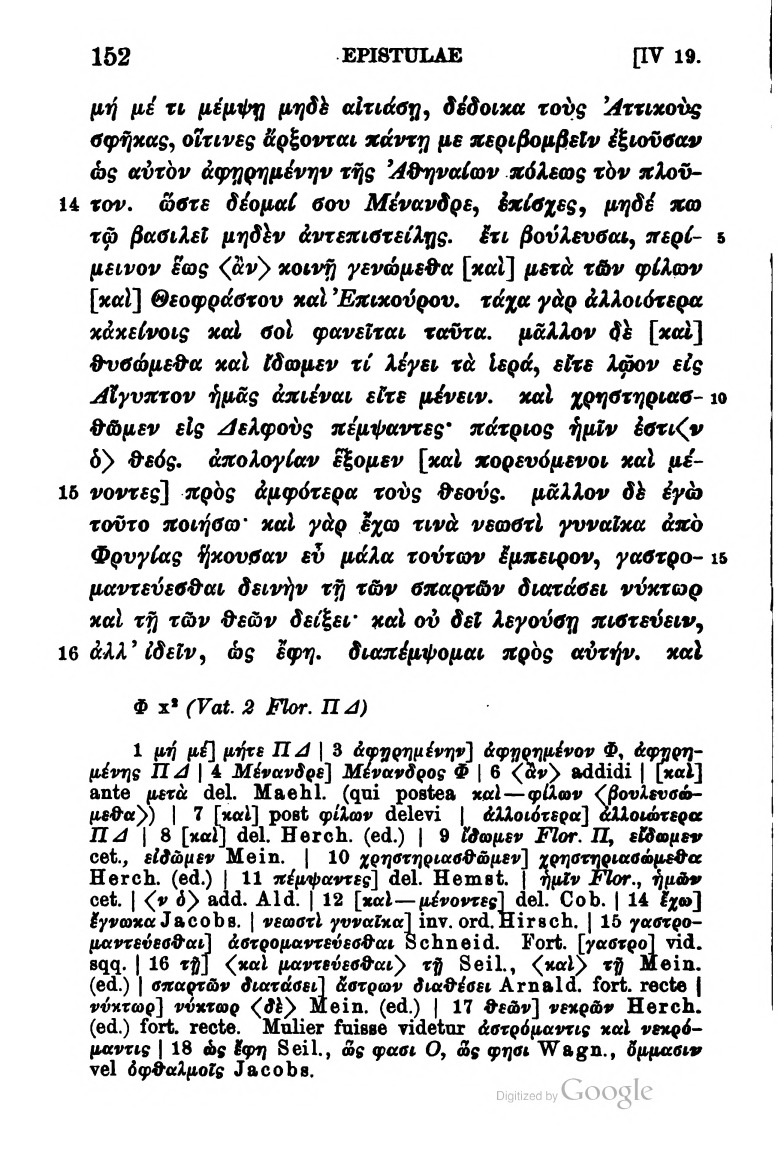 152 EPISTULAE [IV 19.
μή μέ τι μέμψῃ μηδὲ αἰτιάσῃ, δέδοικα τοὺς Ἀττικοὺς
σφῆκας, οἵτινες ἄρξονται πάντῃ με περιβομβεῖν ἐξιοῦσαν
ὡς αὐτὸν ἀφῃρημένην τῆς Ἀθηναίων πόλεως τὸν πλοῦ-
14 τον. ὥστε δέομαί σου Μένανδρε, ἐπίσχες, μηδέ πω
τῷ βασιλεῖ μηδὲν ἀντεπιστείλῃς. ἔτι βούλευσαι, περί- 5
μεινον ἕως ⟨ἂν⟩ κοινῇ γενώμεθα [καὶ] μετὰ τῶν φίλων
[καὶ] Θεοφράστου καὶ Ἐπικούρου. τάχα γὰρ ἀλλοιότερα
κἀκείνοις καὶ σοὶ φανεῖται ταῦτα. μᾶλλον δὲ [καὶ]
θυσώμεθα καὶ ἴδωμεν τί λέγει τὰ ἱερά, εἴτε λῷον εἰς
Αἴγυπτον ἡμᾶς ἀπιέναι εἴτε μένειν. καὶ χρηστηριασ- 10
θῶμεν εἰς Δελφοὺς πέμψαντες· πάτριος ἡμῖν ἐστι⟨ν
ὁ⟩ θεός. ἀπολογίαν ἕξομεν [καὶ πορευόμενοι καὶ μέ-
15 νοντες] πρὸς ἀμφότερα τοὺς θεούς. μᾶλλον δὲ ἐγὼ
τοῦτο ποιήσω· καὶ γὰρ ἔχω τινὰ νεωστὶ γυναῖκα ἀπὸ
Φρυγίας ἥκουσαν εὖ μάλα τούτων ἔμπειρον, γαστρο- 15
μαντεύεσθαι δεινὴν τῇ τῶν σπαρτῶν διατάσει νύκτωρ
καὶ τῇ τῶν θεῶν δείξει· καὶ οὐ δεῖ λεγούσῃ πιστεύειν,
16 ἀλλ’ ἰδεῖν, ὡς ἔφη. διαπέμψομαι πρὸς αὐτήν. καὶ
Φ x² (Vat. 2 Flor. Π Δ)
1 μή μέ] μήτε Π Δ | 3 ἀφῃρημένην] ἀφῃρημένον Φ, ἀφῃρη-
μένης Π Δ | 4 Μένανδρε] Μένανδρος Φ | 6 ⟨ἂν⟩ addidi | [καὶ]
ante μετὰ del. Maehl. (qui postea καὶ—φίλων ⟨βουλευσώ-
μεθα⟩) | 7 [καὶ] post φίλων delevi | ἀλλοιότερα] ἀλλοιώτερα
Π Δ | 8 [καὶ] del. Herch. (ed.) | 9 ἴδωμεν Flor. Π, εἴδωμεν
cet., εἰδῶμεν Mein. | 10 χρηστηριασθῶμεν] χρηστηριασώμεθα
Herch. (ed.) | 11 πέμψαντες] del. Hemst. | ἡμῖν Flor., ἡμῶν
cet. | ⟨ν ὁ⟩ add. Ald. | 12 [καὶ—μένοντες] del. Cob. | 14 ἔχω]
ἔγνωκα Jacobs. | νεωστὶ γυναῖκα] inv. ord. Hirsch. | 15 γαστρο-
μαντεύεσθαι] ἀστρομαντεύεσθαι Schneid. Fort. [γαστρο] vid.
sqq. | 16 τῇ] ⟨καὶ μαντεύεσθαι⟩ τῇ Seil., ⟨καὶ⟩ τῇ Mein.
(ed.) | σπαρτῶν διατάσει] ἄστρων διαθέσει Arnald. fort. recte |
νύκτωρ] νύκτωρ ⟨δὲ⟩ Mein. (ed.) | 17 θεῶν] νεκρῶν Herch.
(ed.) fort. recte. Mulier fuisse videtur ἀστρόμαντις καὶ νεκρό-
μαντις | 18 ὡς ἔφη Seil., ὥς φασι O, ὥς φησι Wagn., ὄμμασιν
vel ὀφθαλμοῖς Jacobs.
Digitized by Google